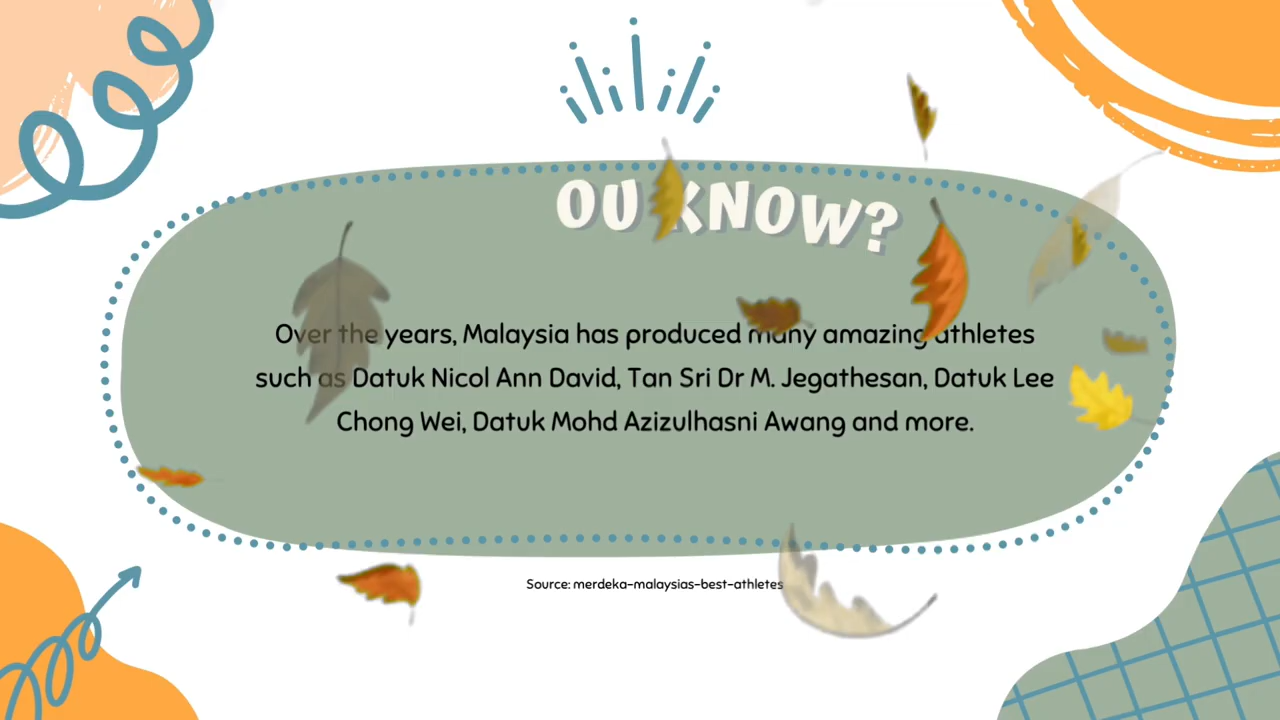 OU KNOW?
Over the years, Malaysia has produced many amazing athletes
such as Datuk Nicol Ann David, Tan Sri Dr M. Jegathesan, Datuk Lee
Chong Wei, Datuk Mohd Azizulhasni Awang and more.
Source: merdeka-malaysias-best-athletes